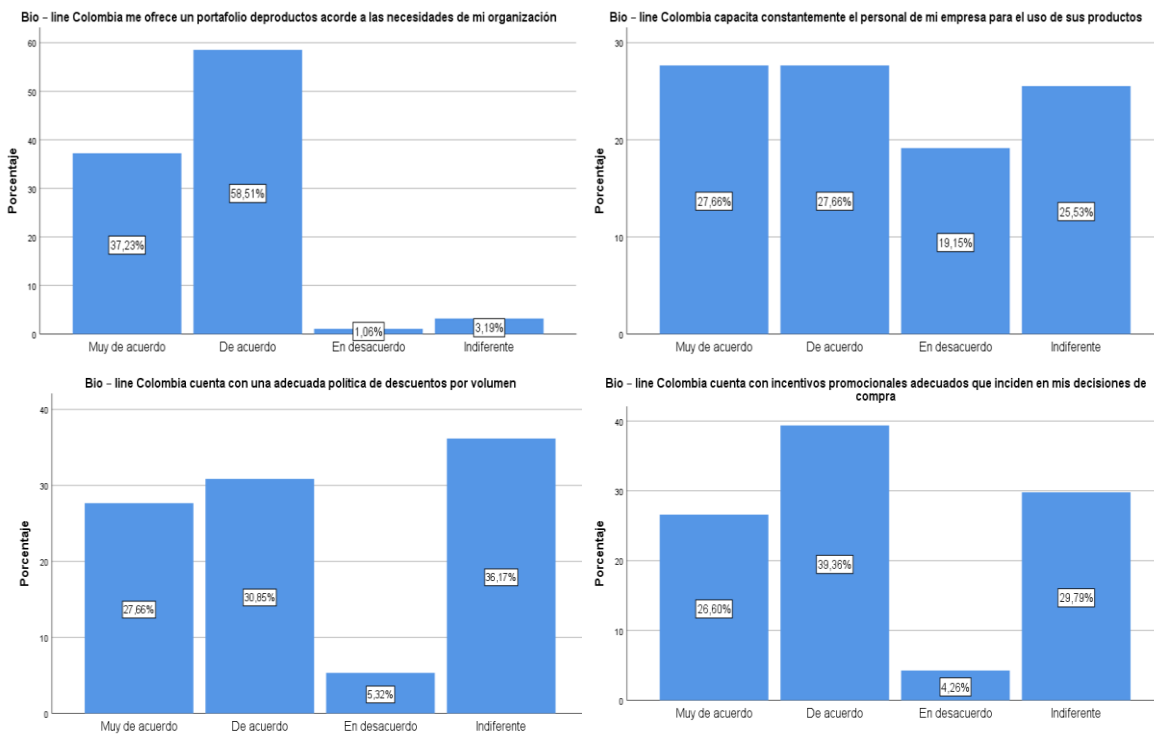 Bio – line Colombia me ofrece un portafolio deproductos acorde a las necesidades de mi organización
Porcentaje
60
50
40
30
20
10
0
37,23%
58,51%
1,06%
3,19%
Muy de acuerdo
De acuerdo
En desacuerdo
Indiferente
Bio – line Colombia capacita constantemente el personal de mi empresa para el uso de sus productos
Porcentaje
30
20
10
0
27,66%
27,66%
19,15%
25,53%
Muy de acuerdo
De acuerdo
En desacuerdo
Indiferente
Bio – line Colombia cuenta con una adecuada política de descuentos por volumen
Porcentaje
40
30
20
10
0
27,66%
30,85%
5,32%
36,17%
Muy de acuerdo
De acuerdo
En desacuerdo
Indiferente
Bio – line Colombia cuenta con incentivos promocionales adecuados que inciden en mis decisiones de
compra
Porcentaje
40
30
20
10
0
26,60%
39,36%
4,26%
29,79%
Muy de acuerdo
De acuerdo
En desacuerdo
Indiferente